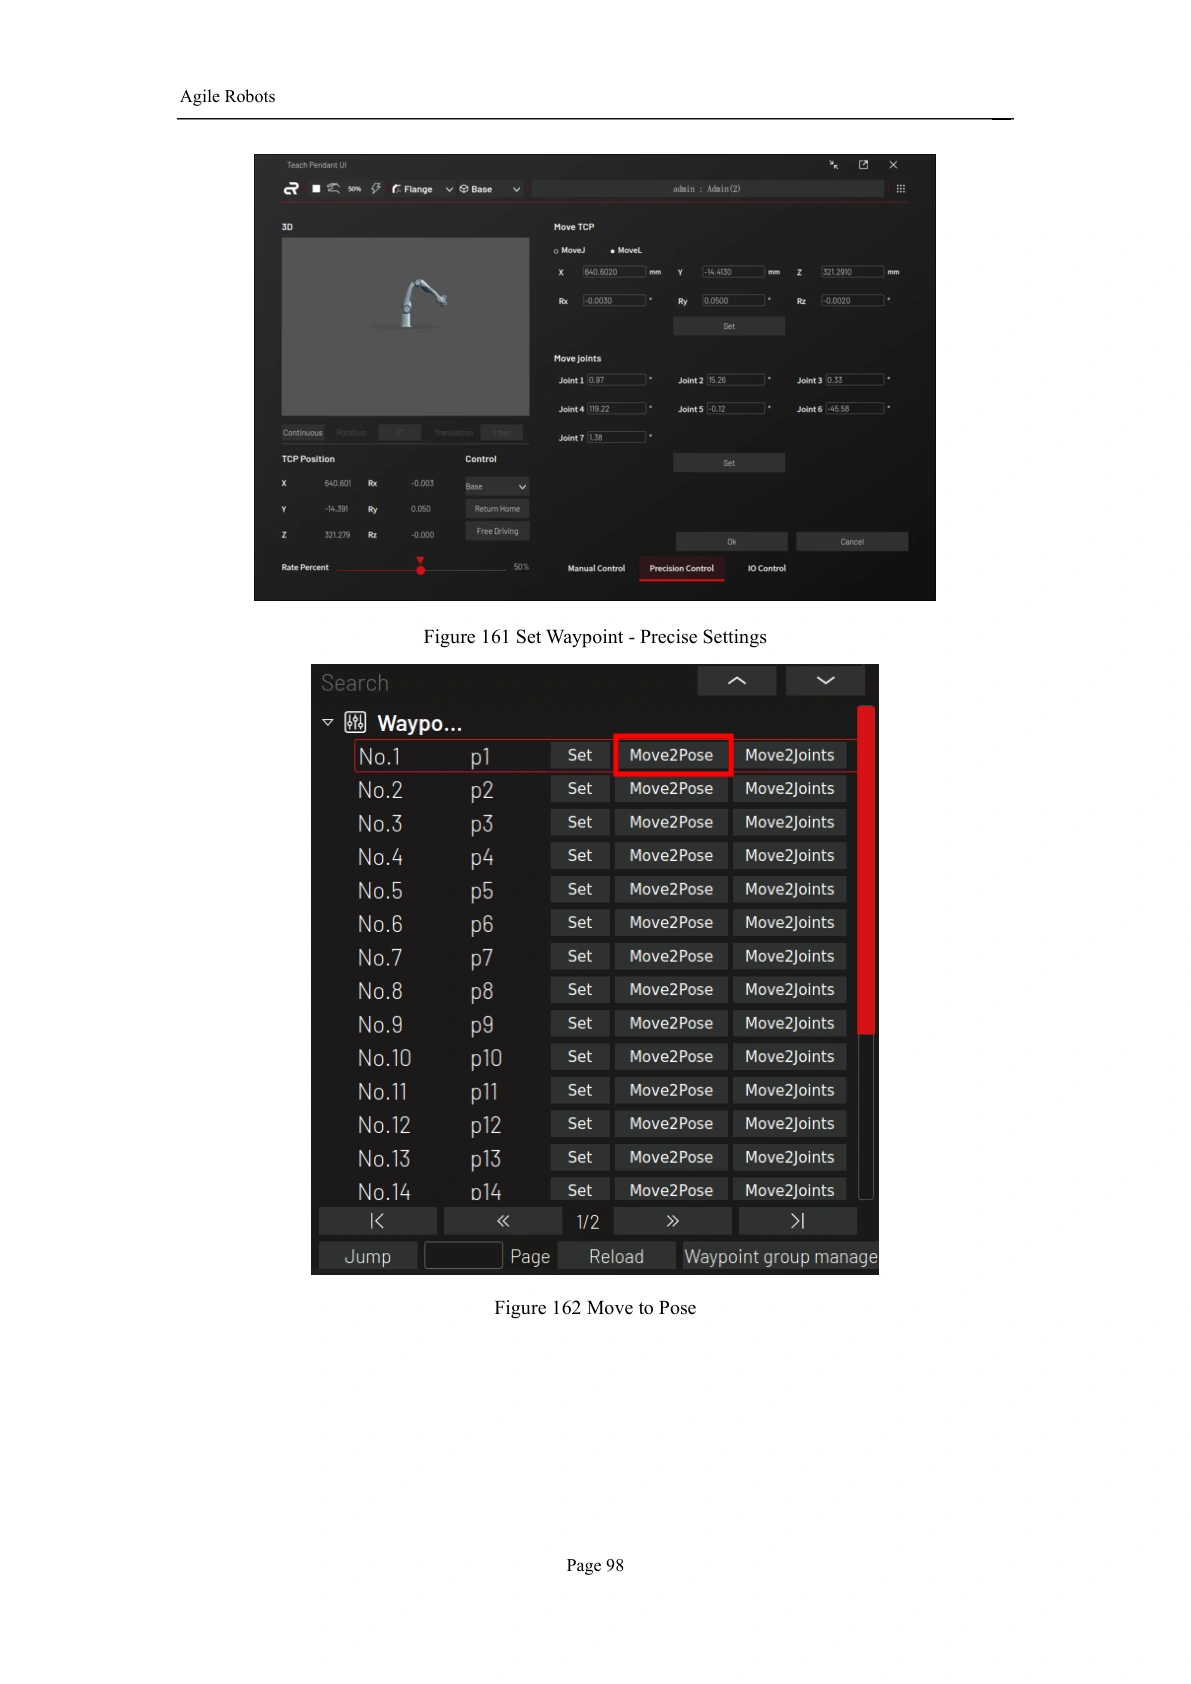 Agile Robots
Teach Pendant UI
50% Flange Base admin : Admin(2)
3D
Move TCP
MoveJ MoveL
X 640.6020 mm Y -14.4130 mm Z 321.2910 mm
Rx -0.0030 ° Ry 0.0500 ° Rz -0.0020 °
Set
Move joints
Joint 1 0.97 ° Joint 2 15.26 ° Joint 3 0.33 °
Joint 4 119.22 ° Joint 5 -0.12 ° Joint 6 -45.58 °
Joint 7 1.38 °
Set
Continuous Rotation 1° Translation 1 mm
TCP Position Control
X 640.601 Rx -0.003 Base
Y -14.391 Ry 0.050 Return Home
Z 321.279 Rz -0.000 Free Driving
Ok Cancel
Rate Percent 50%
Manual Control Precision Control IO Control
Figure 161 Set Waypoint - Precise Settings
Search
Waypo...
No.1 p1 Set Move2Pose Move2Joints
No.2 p2 Set Move2Pose Move2Joints
No.3 p3 Set Move2Pose Move2Joints
No.4 p4 Set Move2Pose Move2Joints
No.5 p5 Set Move2Pose Move2Joints
No.6 p6 Set Move2Pose Move2Joints
No.7 p7 Set Move2Pose Move2Joints
No.8 p8 Set Move2Pose Move2Joints
No.9 p9 Set Move2Pose Move2Joints
No.10 p10 Set Move2Pose Move2Joints
No.11 p11 Set Move2Pose Move2Joints
No.12 p12 Set Move2Pose Move2Joints
No.13 p13 Set Move2Pose Move2Joints
No.14 p14 Set Move2Pose Move2Joints
1/2
Jump Page Reload Waypoint group manage
Figure 162 Move to Pose
Page 98